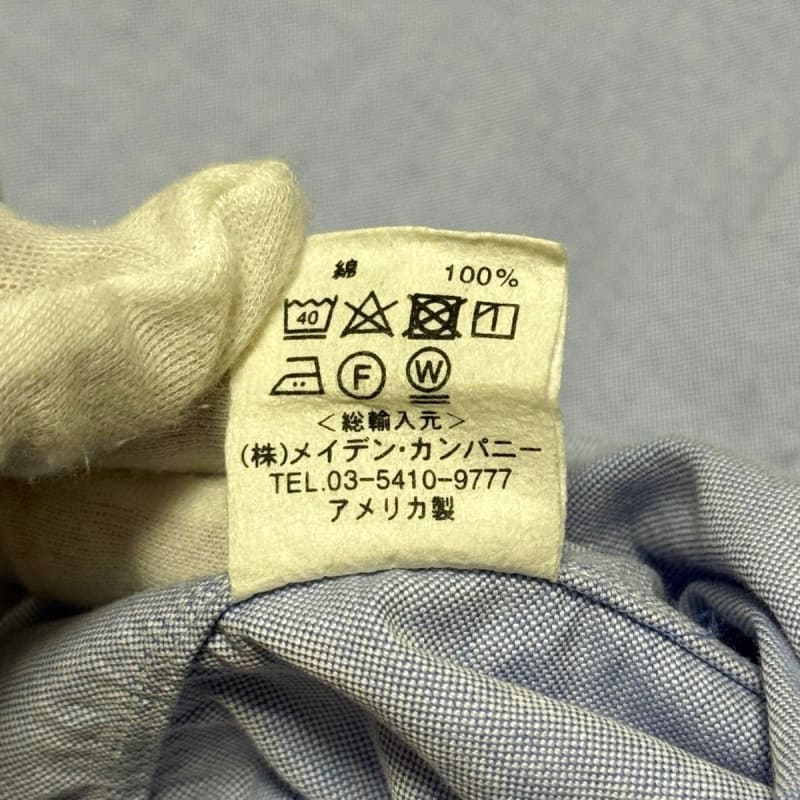 綿 100%
40
F W
<総輸入元>
(株)メイデン・カンパニー
TEL.03-5410-9777
アメリカ製